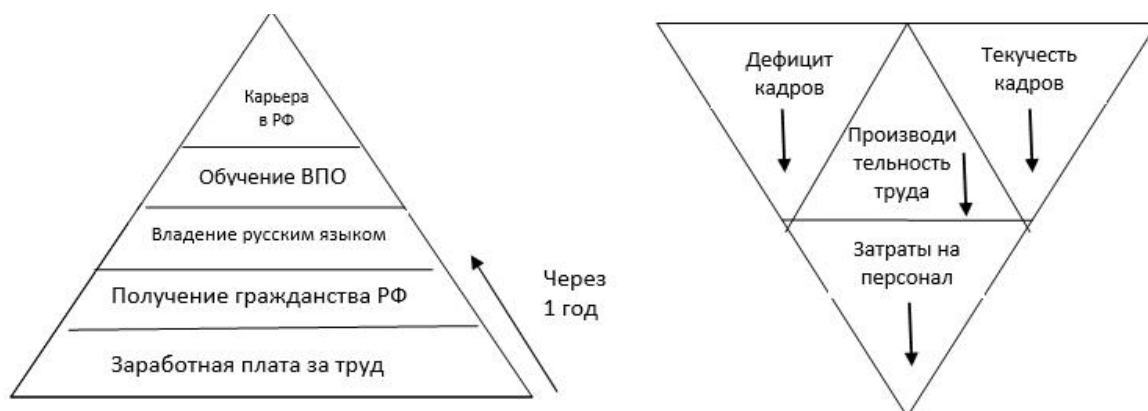 Карьера
в РФ
Обучение ВПО
Владение русским языком
Получение гражданства РФ
Заработная плата за труд
Через
1 год
Дефицит
кадров
Текучесть
кадров
Производи
тельность
труда
Затраты на
персонал